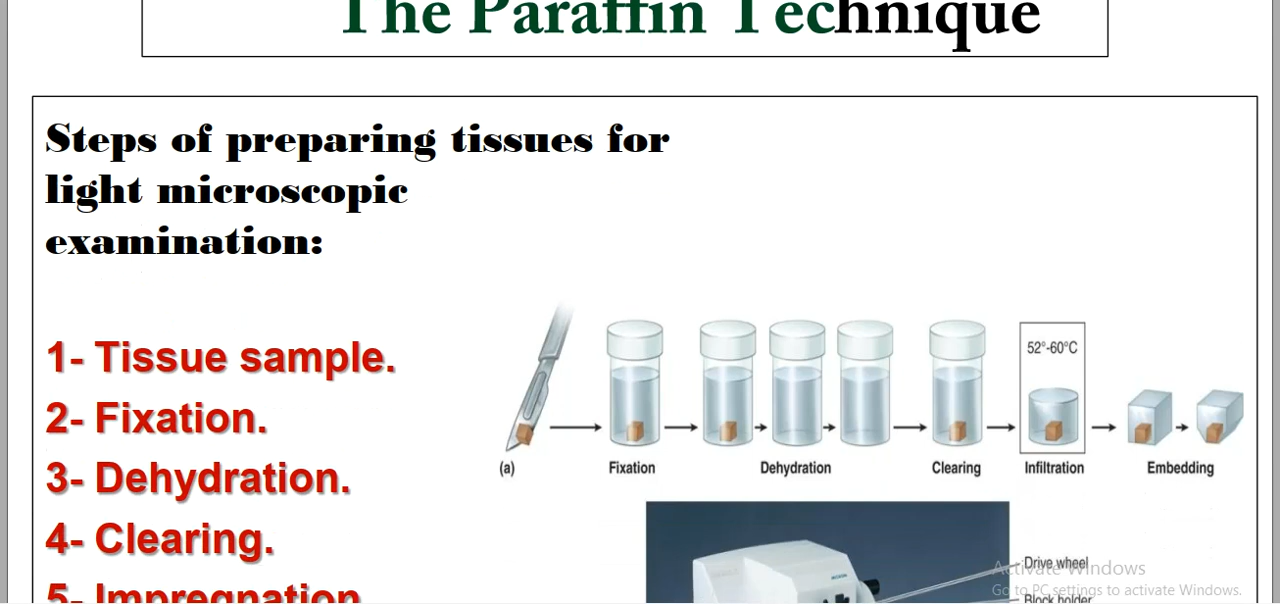 The Paraffin Technique
Steps of preparing tissues for
light microscopic
examination:
1- Tissue sample.
2- Fixation.
3- Dehydration.
4- Clearing.
5- Impregnation
52°-60°C
(a)
Fixation
Dehydration
Clearing
Infiltration
Embedding
Drive wheel
Block holder
Activate Windows
Go to PC settings to activate Windows.